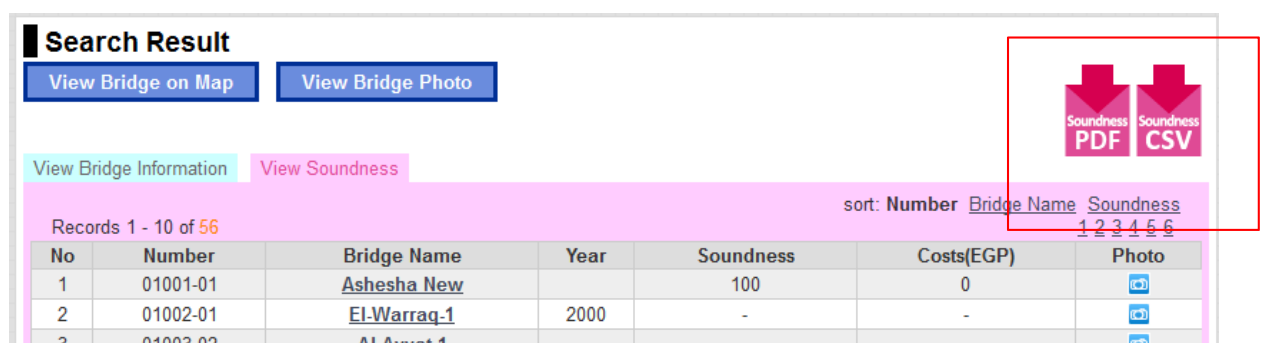 Search Result
View Bridge on Map View Bridge Photo
Soundness PDF Soundness CSV
View Bridge Information View Soundness
sort: Number Bridge Name Soundness
Records 1 - 10 of 56 1 2 3 4 5 6
No Number Bridge Name Year Soundness Costs(EGP) Photo
1 01001-01 Ashesha New 100 0
2 01002-01 El-Warraq-1 2000 - -
3 01003-02